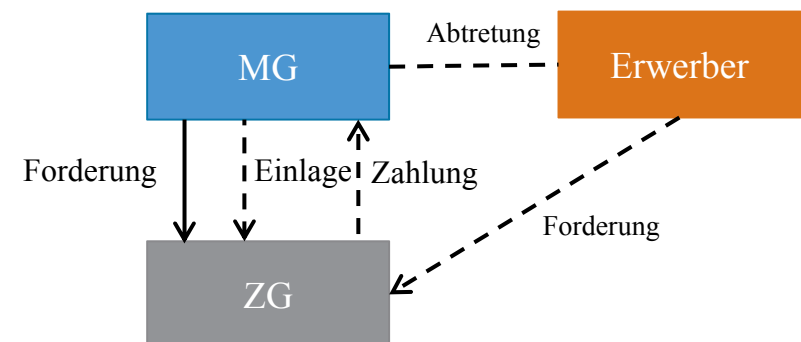 Abtretung
MG
Erwerber
Forderung
Einlage
Zahlung
Forderung
ZG